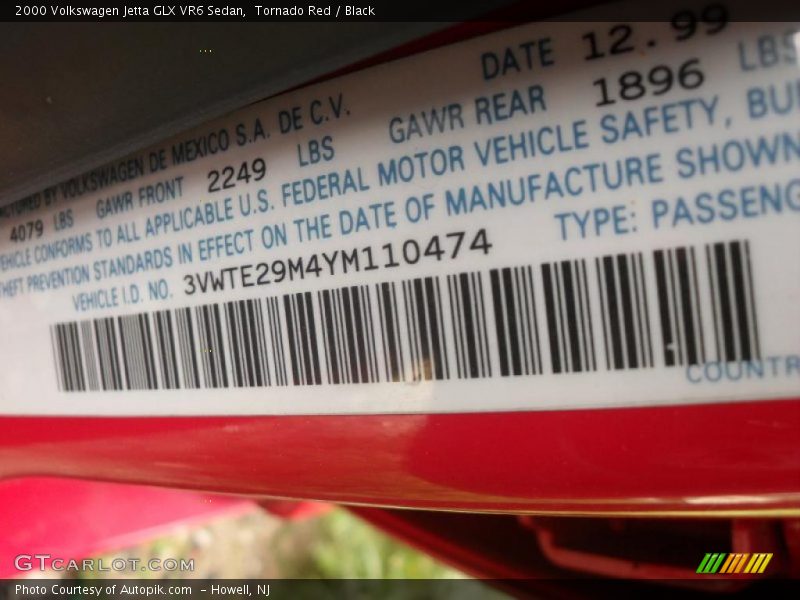 2000 Volkswagen Jetta GLX VR6 Sedan, Tornado Red / Black
DATE 12.99
BY VOLKSWAGEN DE MEXICO S.A. DE C.V.
4079 LBS GAWR FRONT 2249 LBS GAWR REAR 1896 LBS
VEHICLE CONFORMS TO ALL APPLICABLE U.S. FEDERAL MOTOR VEHICLE SAFETY, BU
THEFT PREVENTION STANDARDS IN EFFECT ON THE DATE OF MANUFACTURE SHOWN
VEHICLE I.D. NO. 3VWTE29M4YM110474 TYPE: PASSENG
COUNTR
GTCarLot.com
Photo Courtesy of Autopik.com - Howell, NJ